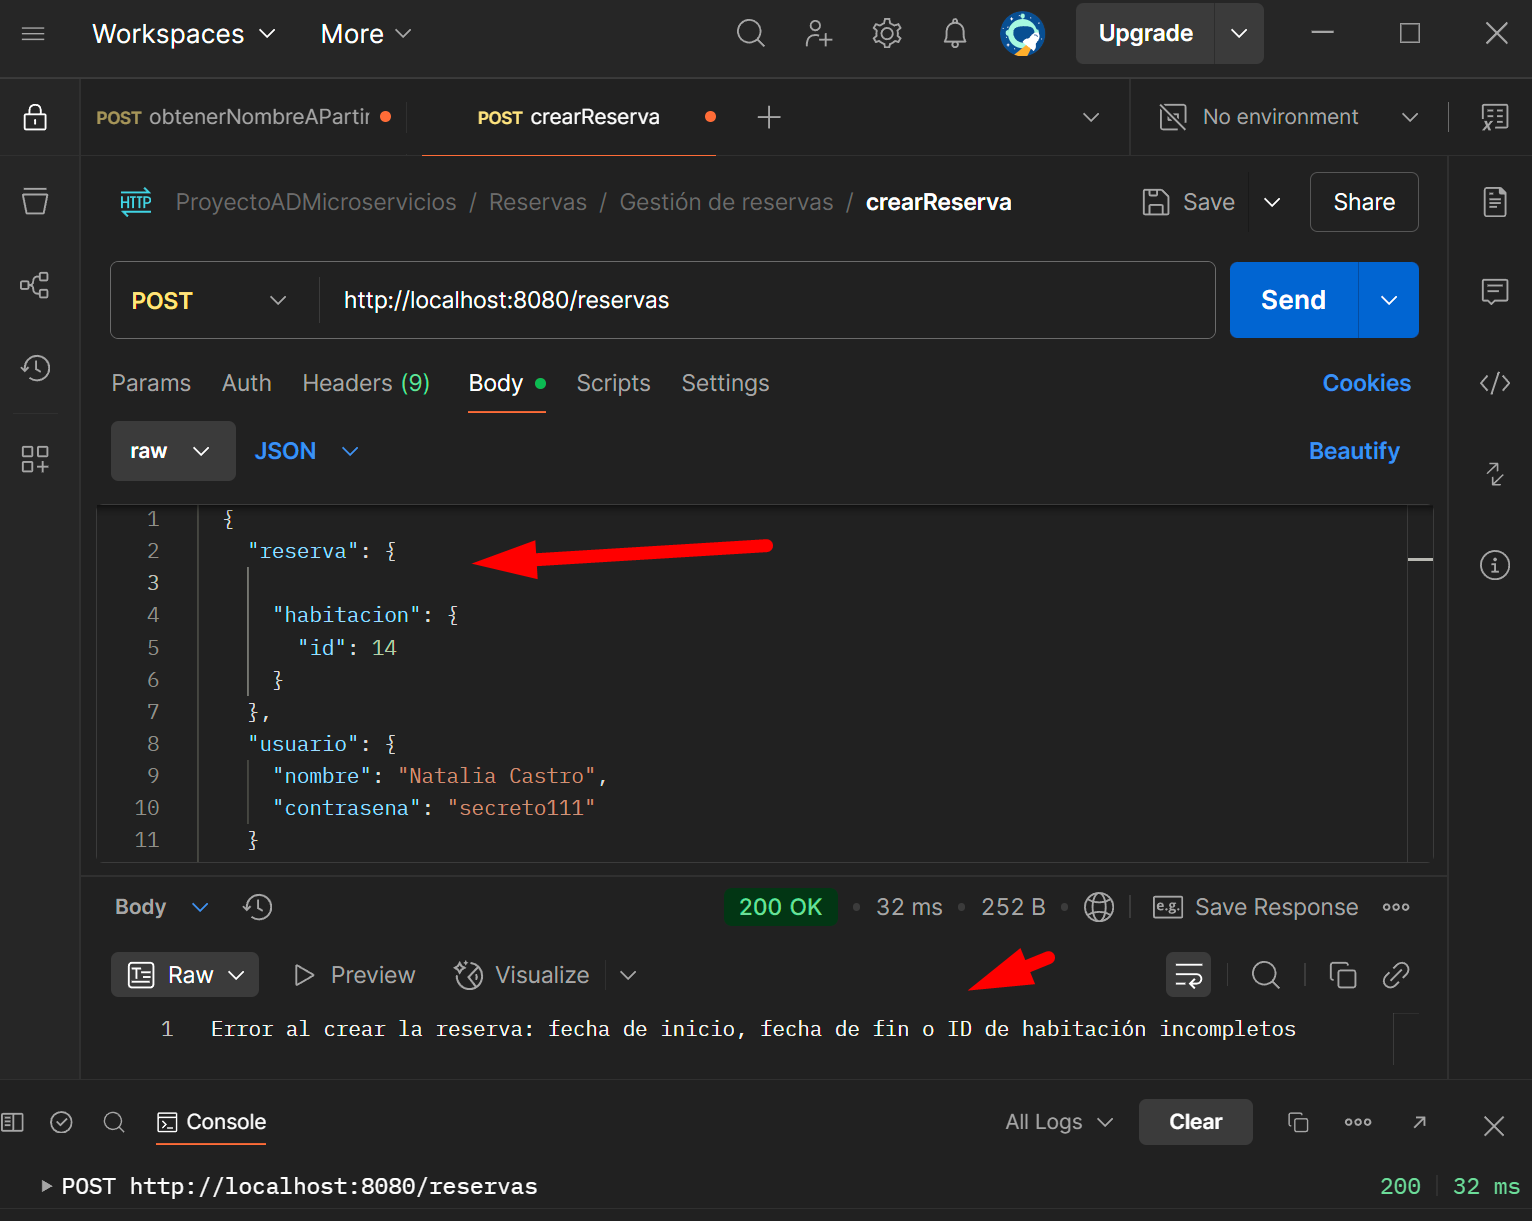 Workspaces More Upgrade
POST obtenerNombreAPartir POST crearReserva No environment
HTTP ProyectoADMicroservicios / Reservas / Gestión de reservas / crearReserva Save Share
POST http://localhost:8080/reservas Send
Params Auth Headers (9) Body Scripts Settings Cookies
raw JSON Beautify
1 {
2 "reserva": {
3
4 "habitacion": {
5 "id": 14
6 }
7 },
8 "usuario": {
9 "nombre": "Natalia Castro",
10 "contrasena": "secreto111"
11 }
Body 200 OK • 32 ms • 252 B • e.g. Save Response
Raw Preview Visualize
1 Error al crear la reserva: fecha de inicio, fecha de fin o ID de habitación incompletos
Console All Logs Clear
POST http://localhost:8080/reservas 200 32 ms